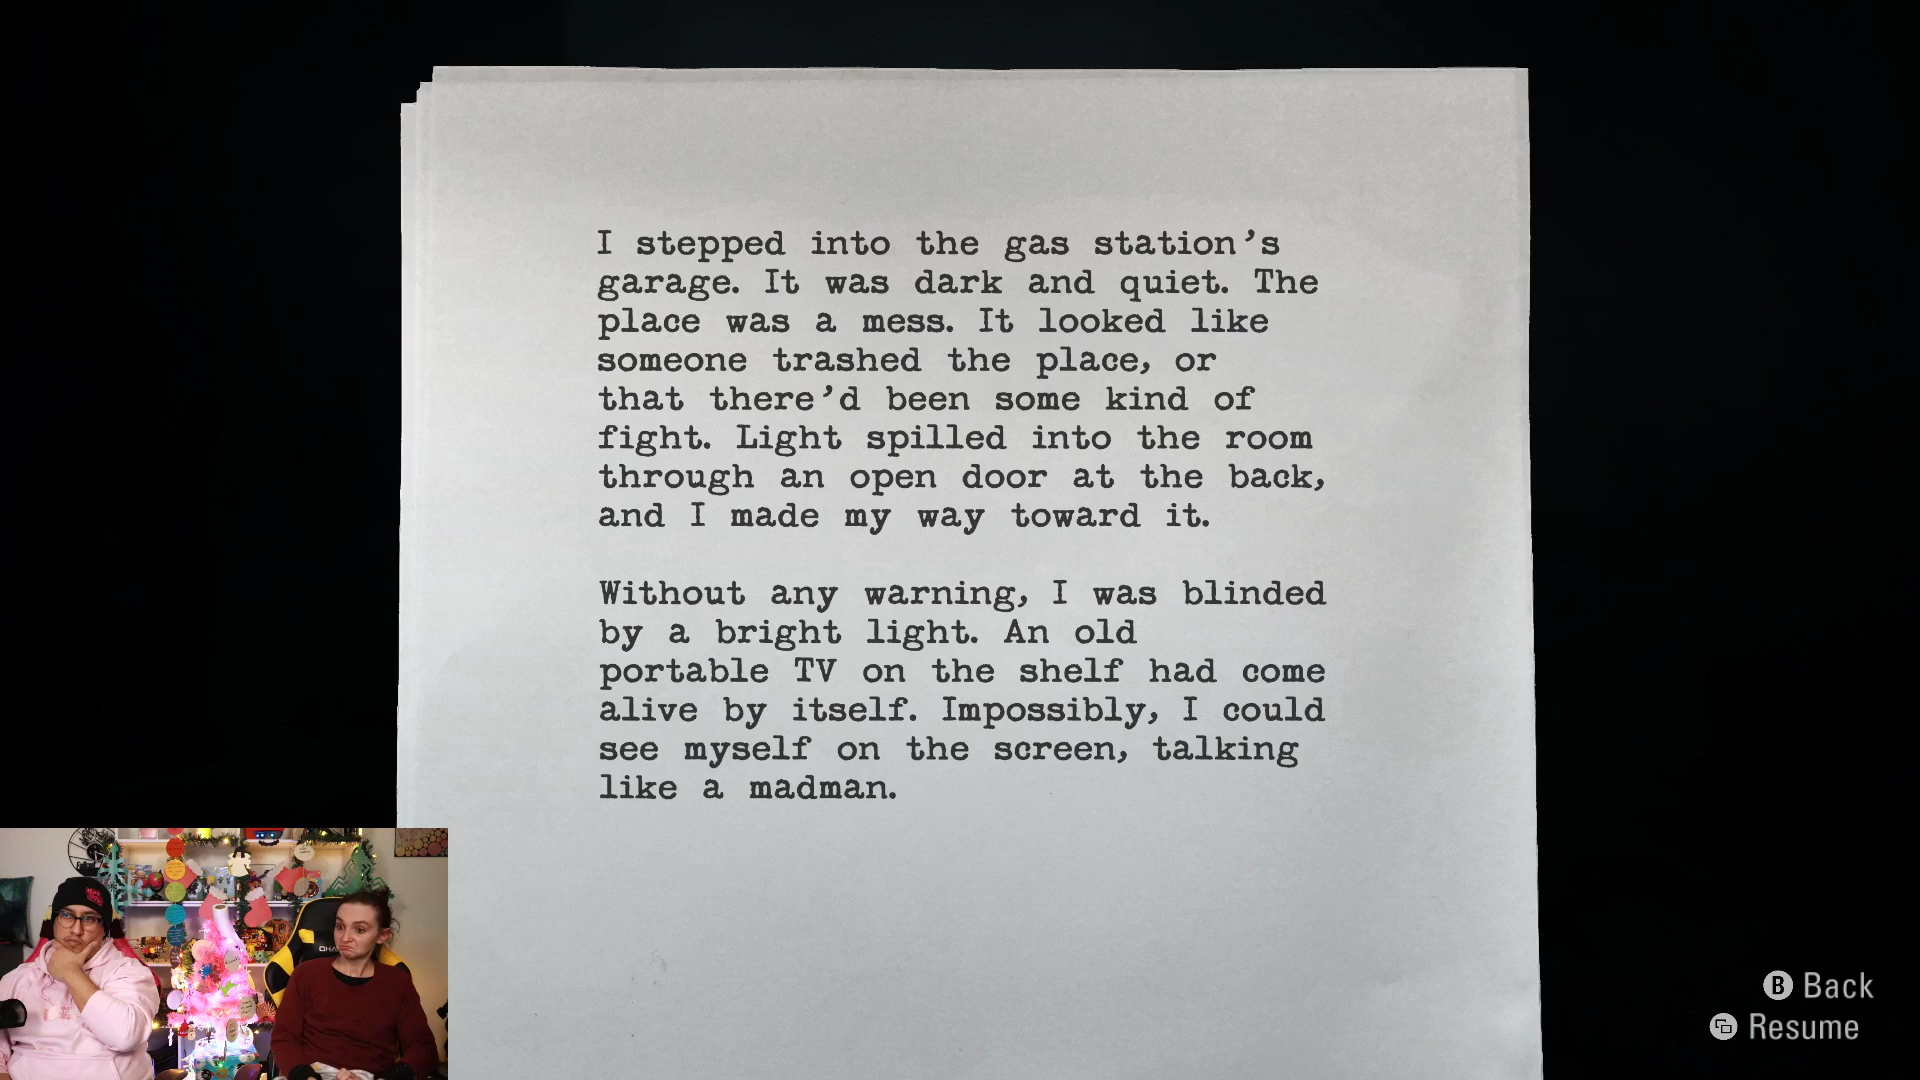 I stepped into the gas station’s
garage. It was dark and quiet. The
place was a mess. It looked like
someone trashed the place, or
that there’d been some kind of
fight. Light spilled into the room
through an open door at the back,
and I made my way toward it.
Without any warning, I was blinded
by a bright light. An old
portable TV on the shelf had come
alive by itself. Impossibly, I could
see myself on the screen, talking
like a madman.
B Back
Resume